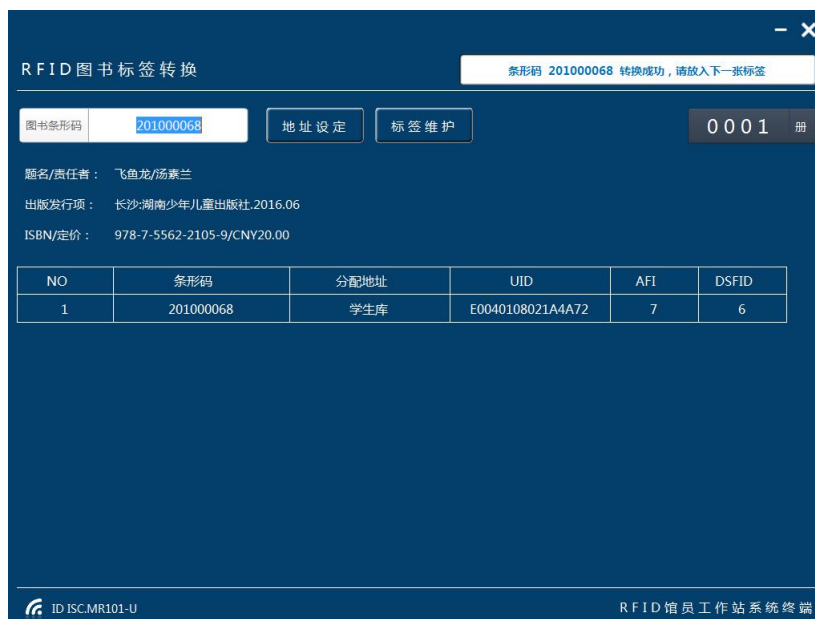 RFID图书标签转换
条形码 201000068 转换成功，请放入下一张标签
图书条形码 201000068 地址设定 标签维护 0001 册
题名/责任者： 飞鱼龙/汤素兰
出版发行项： 长沙:湖南少年儿童出版社.2016.06
ISBN/定价： 978-7-5562-2105-9/CNY20.00
NO 条形码 分配地址 UID AFI DSFID
1 201000068 学生库 E0040108021A4A72 7 6
ID ISC.MR101-U RFID馆员工作站系统终端